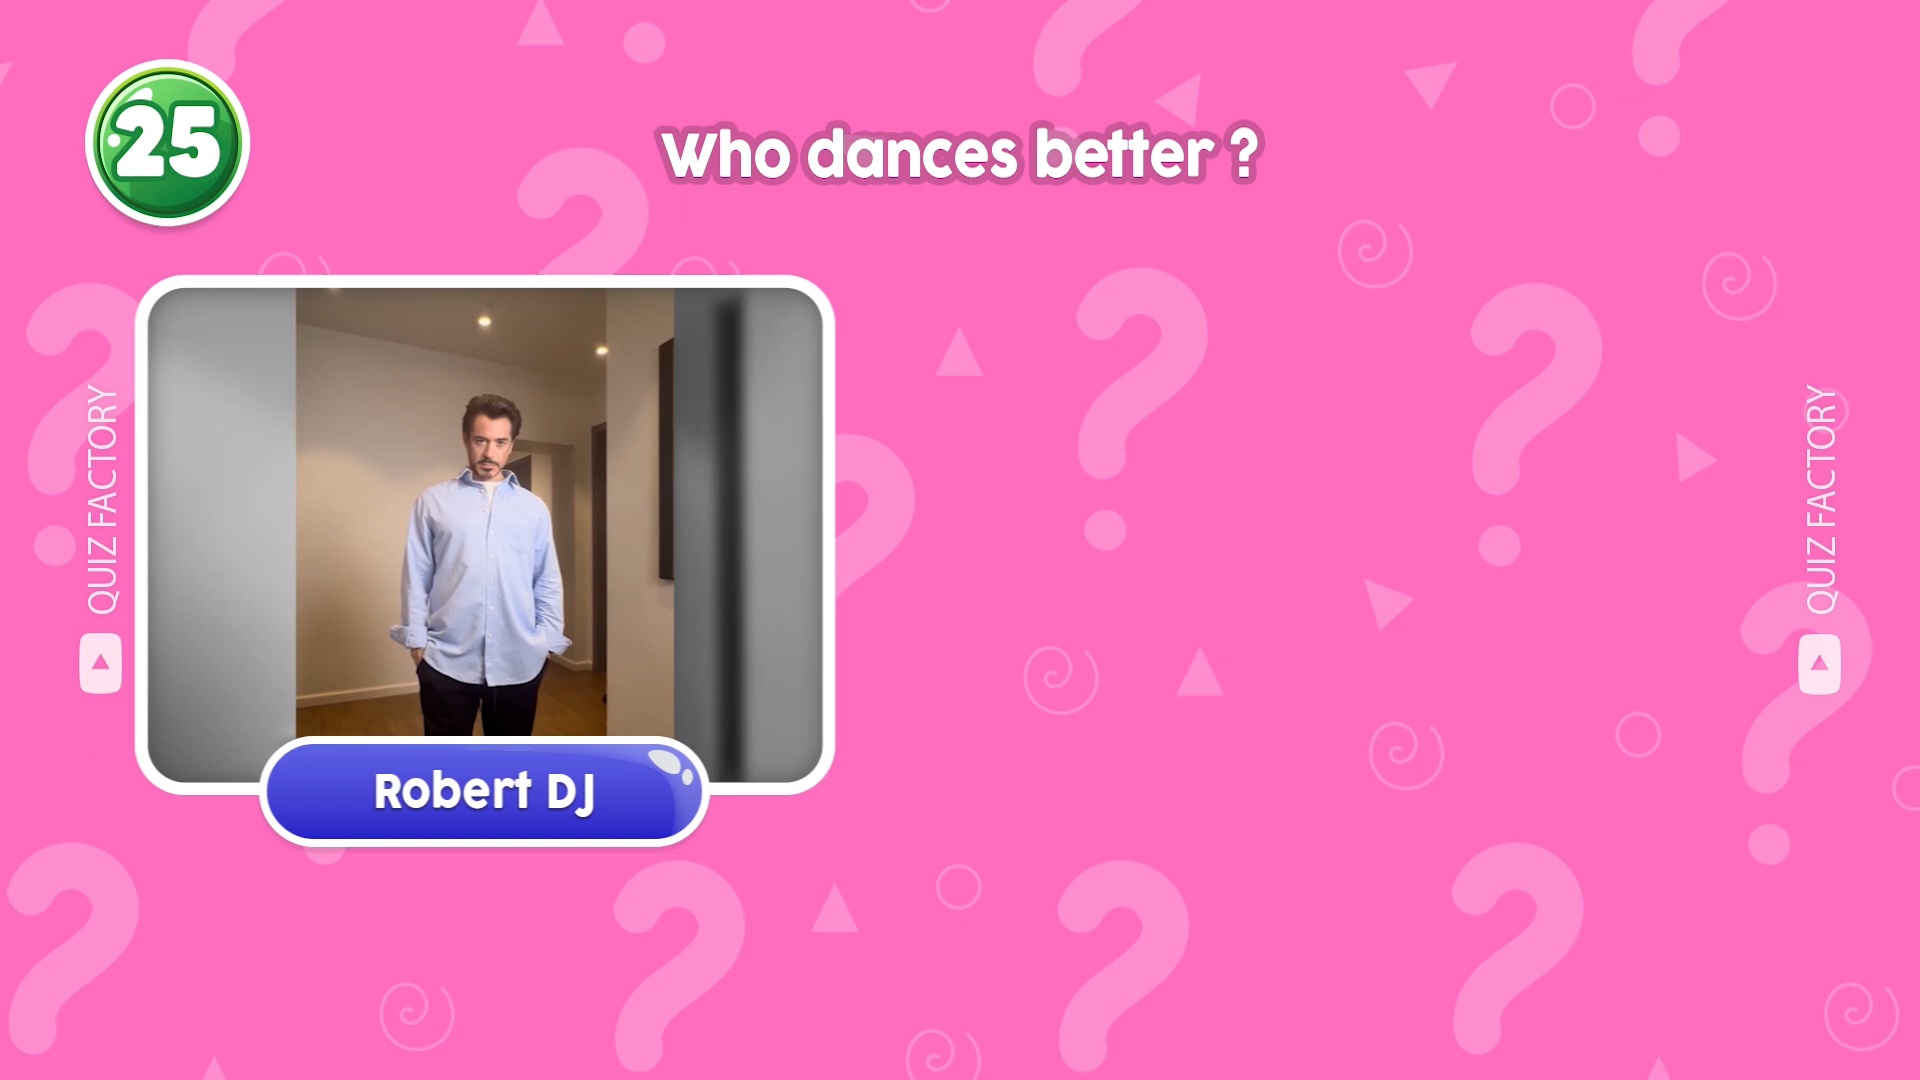 25
Who dances better ?
QUIZ FACTORY
QUIZ FACTORY
Robert DJ